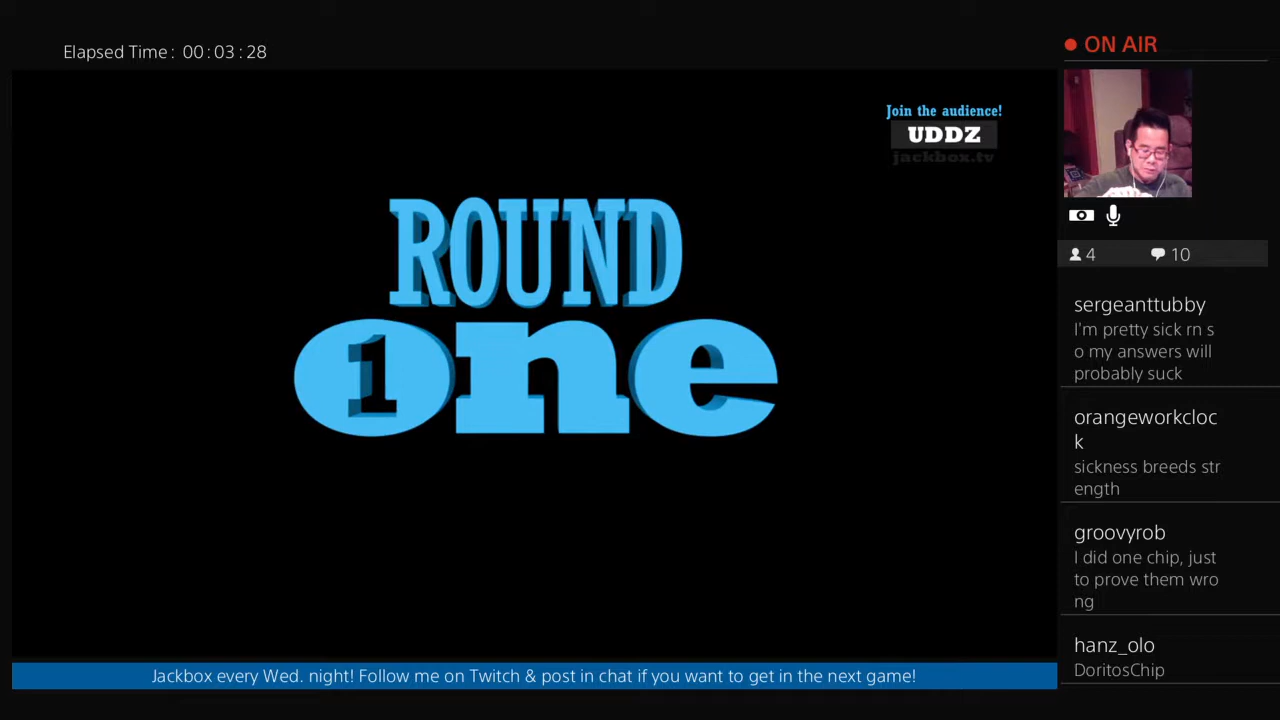 Elapsed Time: 00:03:28
ON AIR
Join the audience!
UDDZ
jackbox.tv
ROUND
One
1
4 10
sergeanttubby
I'm pretty sick rn s
o my answers will
probably suck
orangeworkcloc
k
sickness breeds str
ength
groovyrob
I did one chip, just
to prove them wro
ng
hanz_olo
DoritosChip
Jackbox every Wed. night! Follow me on Twitch & post in chat if you want to get in the next game!